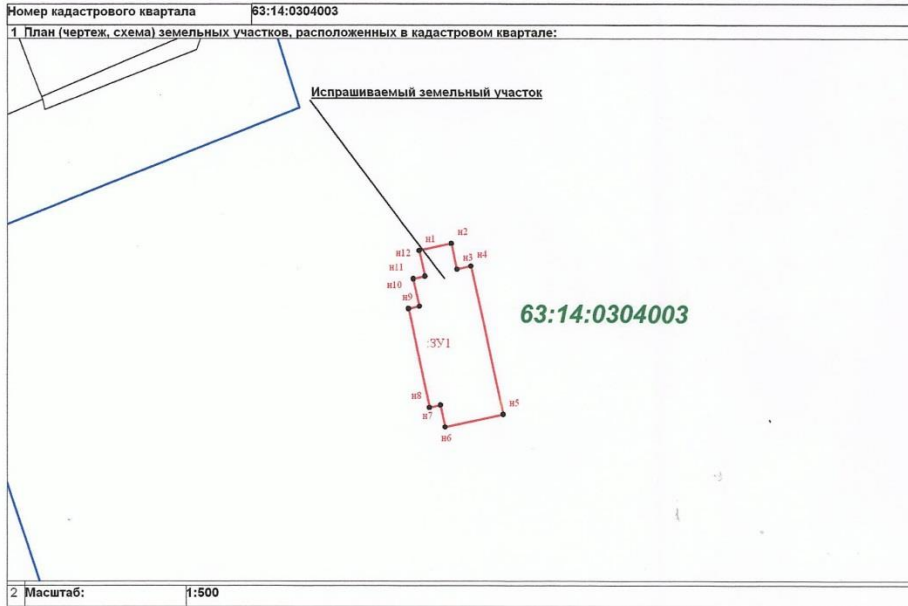 Номер кадастрового квартала 63:14:0304003
1 План (чертеж, схема) земельных участков, расположенных в кадастровом квартале:
Испрашиваемый земельный участок
н1 н2
н12
н3 н4
н11
н10
н9
63:14:0304003
:ЗУ1
н8
н5
н7
н6
2 Масштаб: 1:500